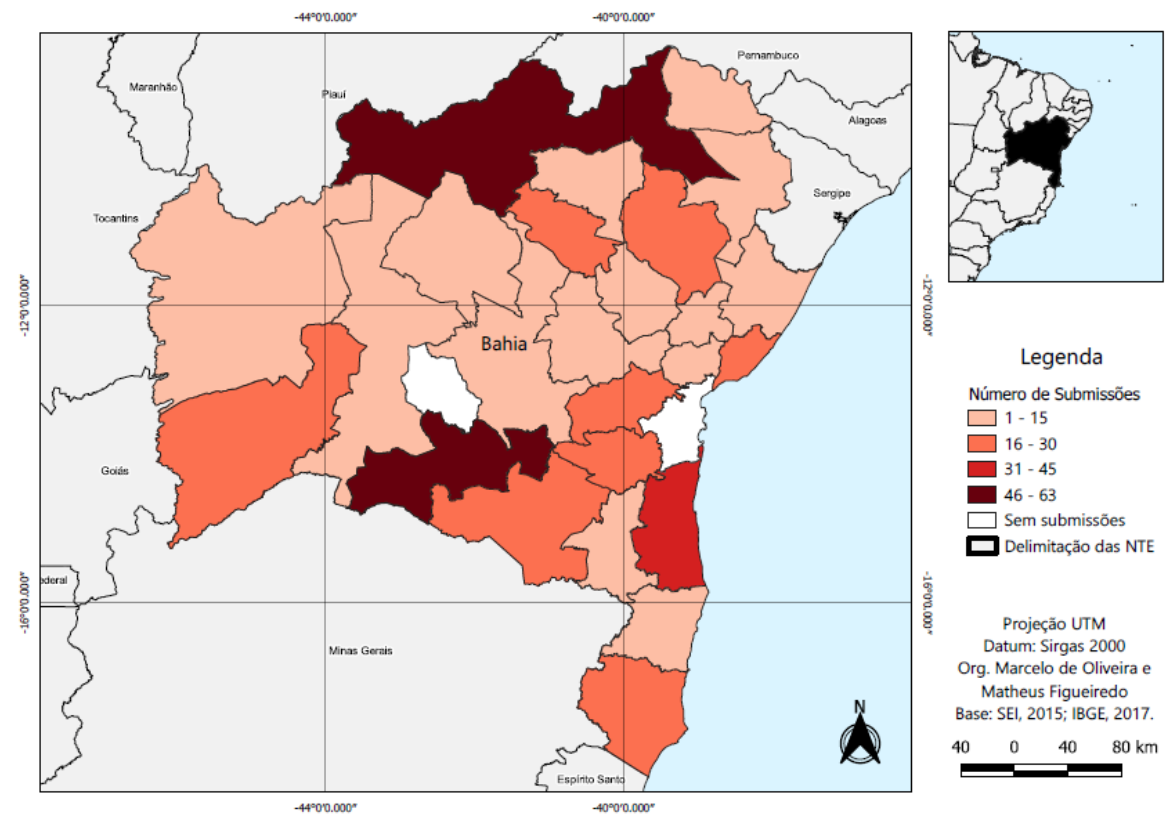 -44°0'0.000"
-40°0'0.000"
Pernambuco
Maranhão
Piauí
Alagoas
Sergipe
Tocantins
-12°0'0.000"
-12°0'0.000"
Bahia
Goiás
ederal
-16°0'0.000"
-16°0'0.000"
Minas Gerais
N
Espírito Santo
-44°0'0.000"
-40°0'0.000"
Legenda
Número de Submissões
1 - 15
16 - 30
31 - 45
46 - 63
Sem submissões
Delimitação das NTE
Projeção UTM
Datum: Sirgas 2000
Org. Marcelo de Oliveira e
Matheus Figueiredo
Base: SEI, 2015; IBGE, 2017.
40 0 40 80 km